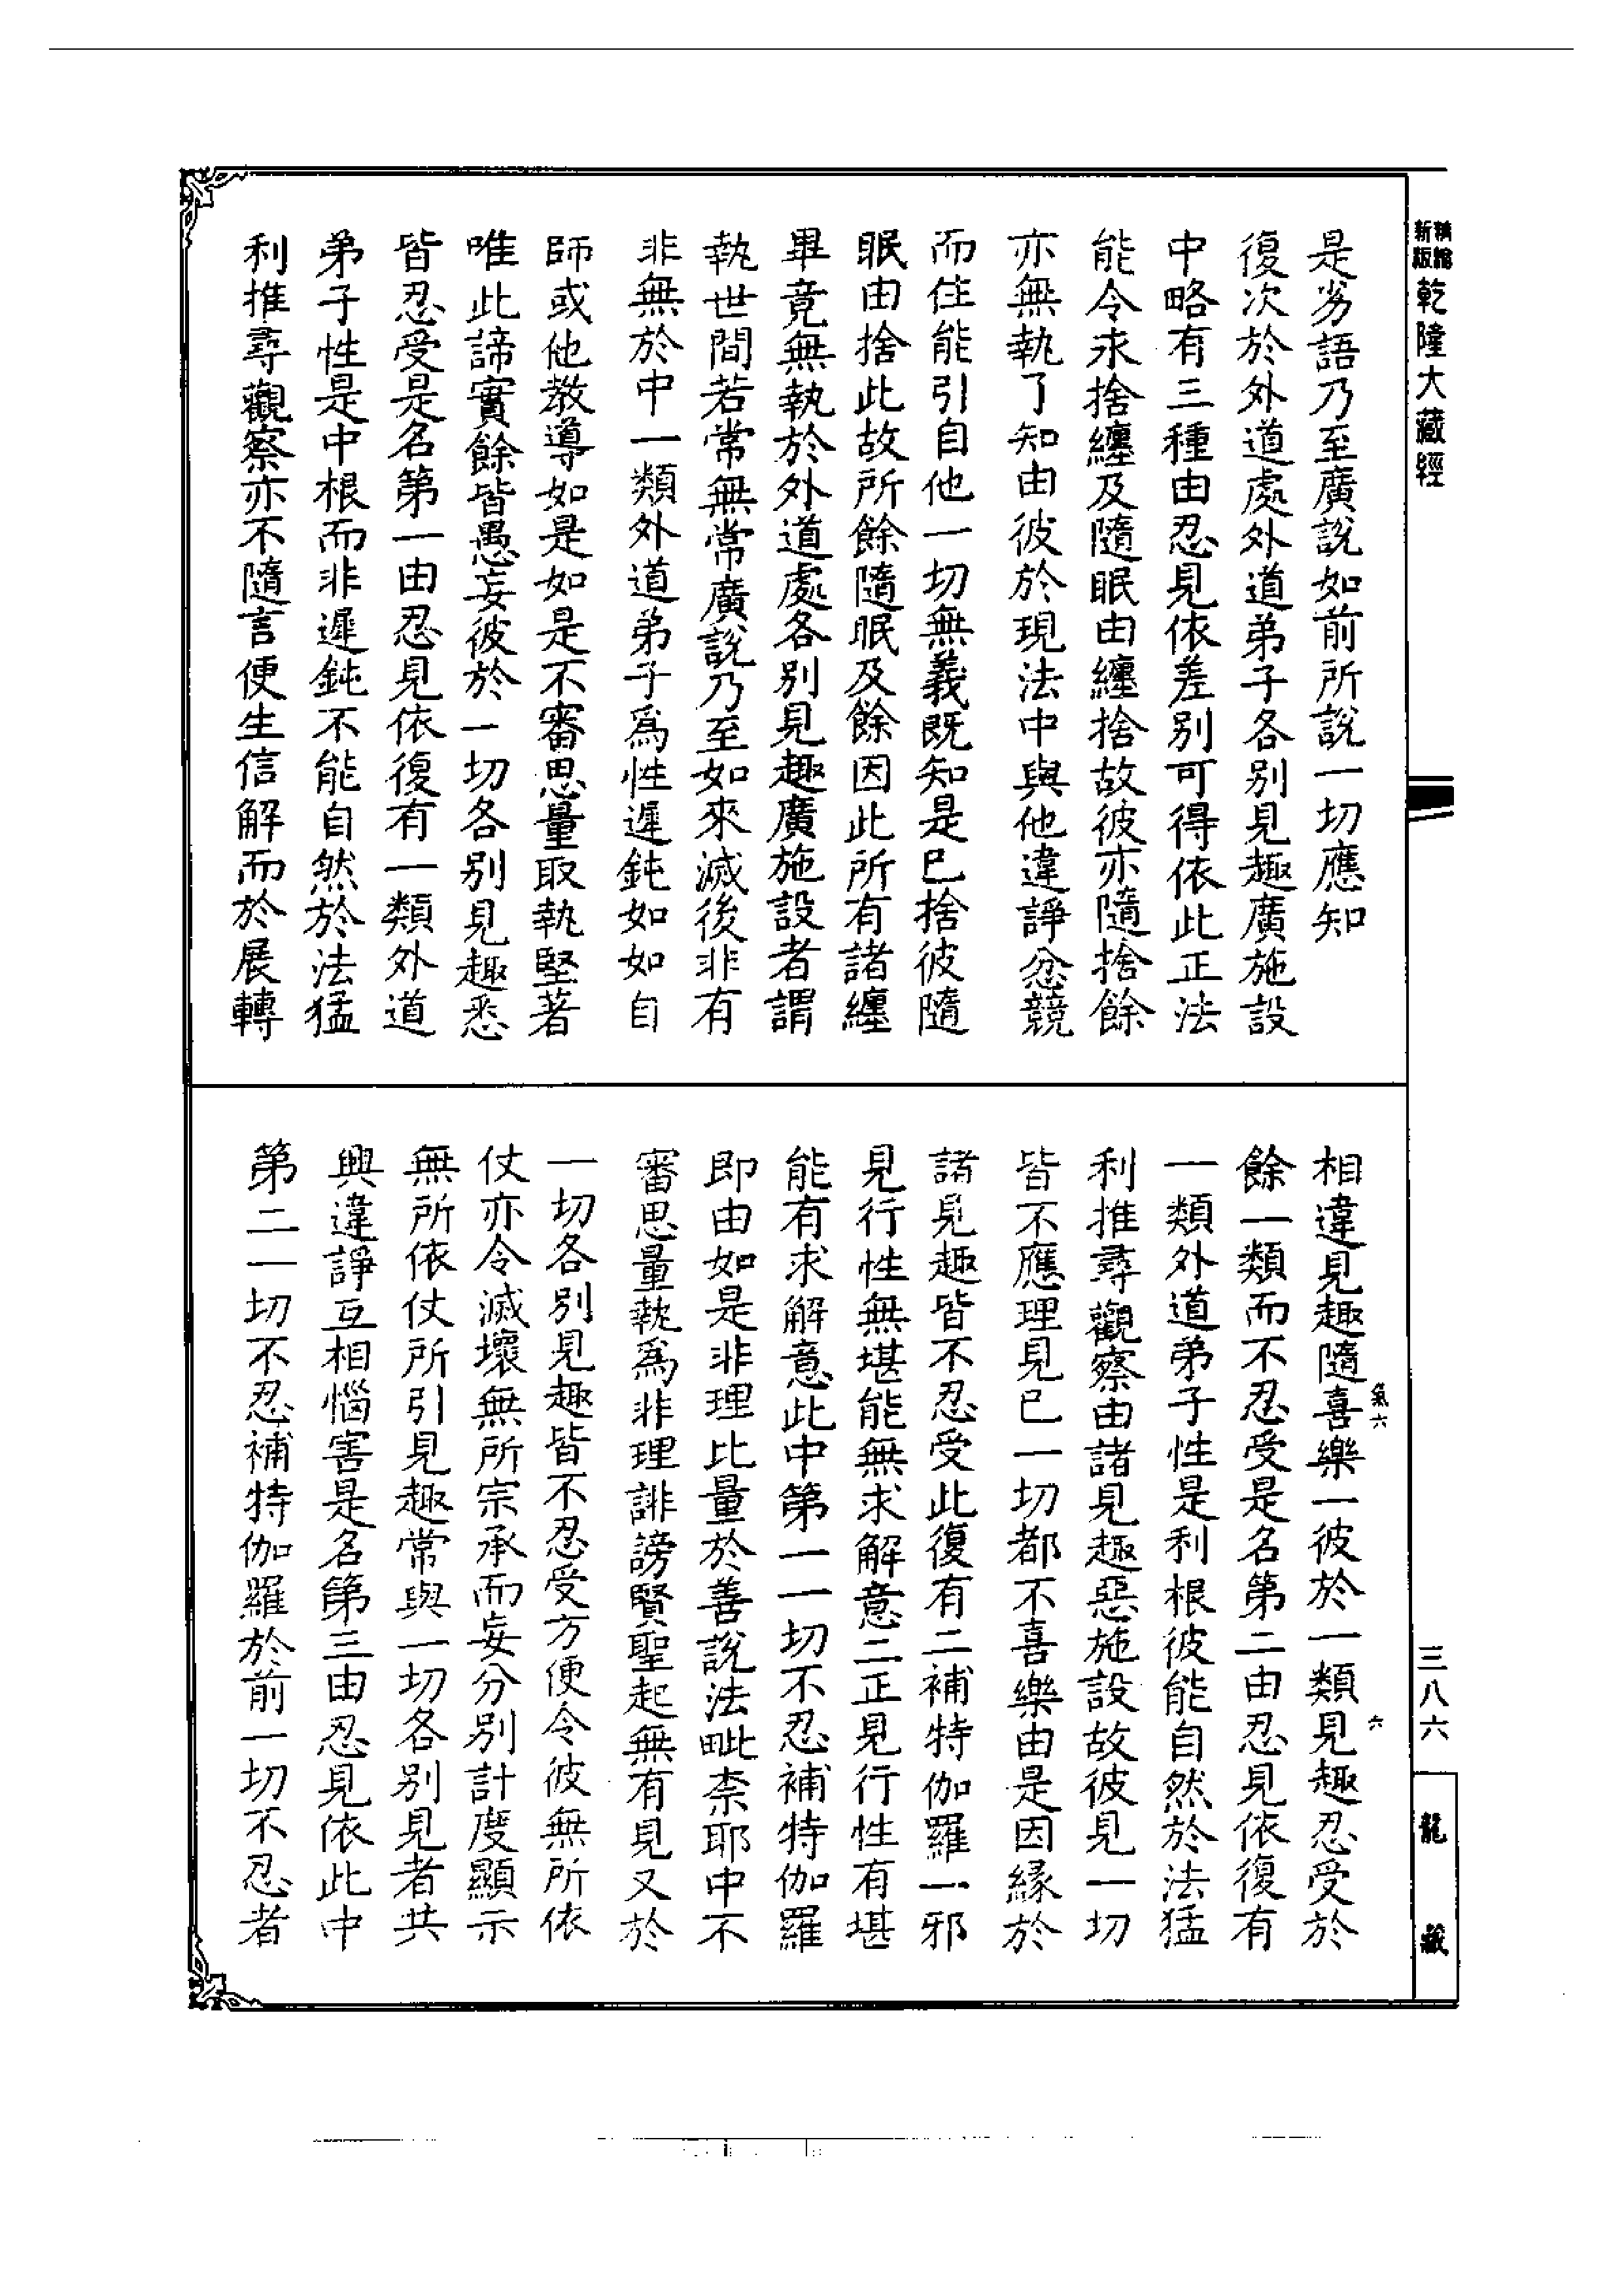 精縮新版乾隆大藏經
是劣語乃至廣說如前所說一切應知
復次於外道處外道弟子各別見趣廣施設
中略有三種由忍見依差別可得依此正法
能令永捨纏及隨眠由纏捨故彼亦隨捨餘
亦無執了知由彼於現法中與他違諍忿競
而住能引自他一切無義既知是已捨彼隨
眠由捨此故所餘隨眠及餘因此所有諸纏
畢竟無執於外道處各別見趣廣施設者謂
執世間若常無常廣說乃至如來滅後非有
非無於中一類外道弟子為性遲鈍如如自
師或他教導如是如是不審思量取執堅著
唯此諦實餘皆愚妄彼於一切各別見趣悉
皆忍受是名第一由忍見依復有一類外道
弟子性是中根而非遲鈍不能自然於法猛
利推尋觀察亦不隨言便生信解而於展轉
相違見趣隨喜樂一彼於一類見趣忍受於
餘一類而不忍受是名第二由忍見依復有
一類外道弟子性是利根彼能自然於法猛
利推尋觀察由諸見趣惡施設故彼見一切
皆不應理見已一切都不喜樂由是因緣於
諸見趣皆不忍受此復有二補特伽羅一邪
見行性無堪能無求解意二正見行性有堪
能有求解意此中第一一切不忍補特伽羅
即由如是非理比量於善說法毗柰耶中不
審思量執為非理誹謗賢聖起無有見又於
一切各別見趣皆不忍受方便令彼無所依
仗亦令滅壞無所宗承而妄分別計度顯示
無所依仗所引見趣常與一切各別見者共
興違諍互相惱害是名第三由忍見依此中
第二一切不忍補特伽羅於前一切不忍者
氣六
六
三八六
龍藏